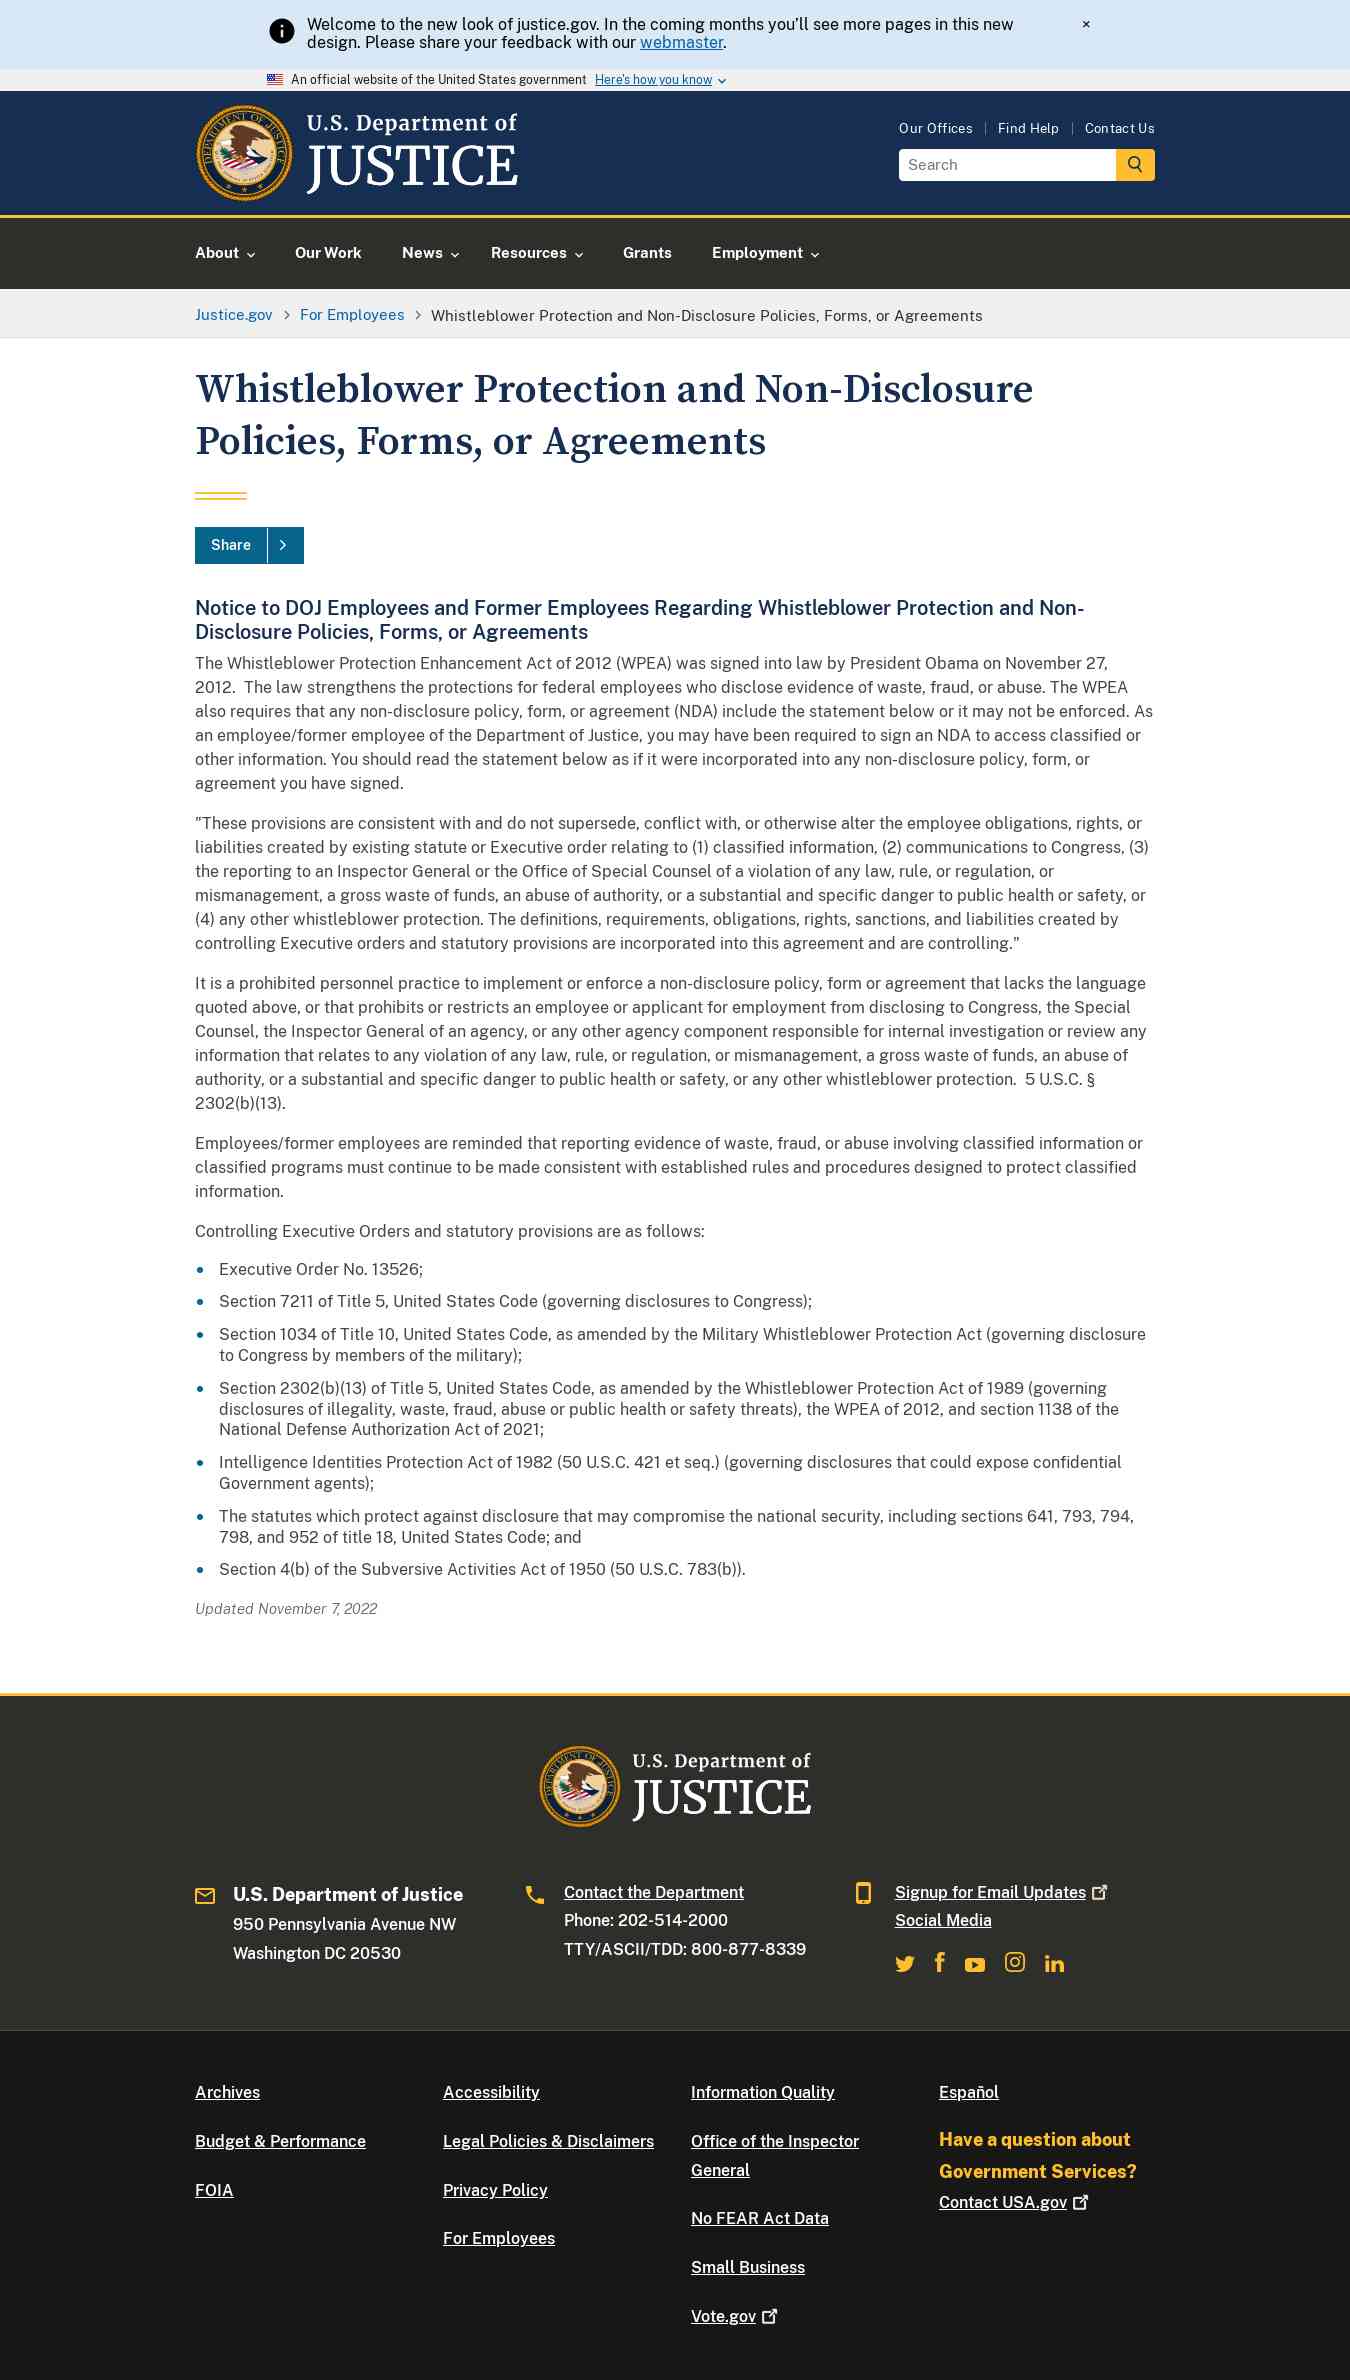 Welcome to the new look of justice.gov. In the coming months you'll see more pages in this new
design. Please share your feedback with our webmaster.
×
An official website of the United States government Here's how you know
U.S. Department of
JUSTICE
Our Offices
Find Help
Contact Us
Search
About
Our Work
News
Resources
Grants
Employment
Justice.gov
For Employees
Whistleblower Protection and Non-Disclosure Policies, Forms, or Agreements
Whistleblower Protection and Non-Disclosure
Policies, Forms, or Agreements
Share
Notice to DOJ Employees and Former Employees Regarding Whistleblower Protection and Non-
Disclosure Policies, Forms, or Agreements
The Whistleblower Protection Enhancement Act of 2012 (WPEA) was signed into law by President Obama on November 27,
2012.  The law strengthens the protections for federal employees who disclose evidence of waste, fraud, or abuse. The WPEA
also requires that any non-disclosure policy, form, or agreement (NDA) include the statement below or it may not be enforced. As
an employee/former employee of the Department of Justice, you may have been required to sign an NDA to access classified or
other information. You should read the statement below as if it were incorporated into any non-disclosure policy, form, or
agreement you have signed.
"These provisions are consistent with and do not supersede, conflict with, or otherwise alter the employee obligations, rights, or
liabilities created by existing statute or Executive order relating to (1) classified information, (2) communications to Congress, (3)
the reporting to an Inspector General or the Office of Special Counsel of a violation of any law, rule, or regulation, or
mismanagement, a gross waste of funds, an abuse of authority, or a substantial and specific danger to public health or safety, or
(4) any other whistleblower protection. The definitions, requirements, obligations, rights, sanctions, and liabilities created by
controlling Executive orders and statutory provisions are incorporated into this agreement and are controlling."
It is a prohibited personnel practice to implement or enforce a non-disclosure policy, form or agreement that lacks the language
quoted above, or that prohibits or restricts an employee or applicant for employment from disclosing to Congress, the Special
Counsel, the Inspector General of an agency, or any other agency component responsible for internal investigation or review any
information that relates to any violation of any law, rule, or regulation, or mismanagement, a gross waste of funds, an abuse of
authority, or a substantial and specific danger to public health or safety, or any other whistleblower protection.  5 U.S.C. §
2302(b)(13).
Employees/former employees are reminded that reporting evidence of waste, fraud, or abuse involving classified information or
classified programs must continue to be made consistent with established rules and procedures designed to protect classified
information.
Controlling Executive Orders and statutory provisions are as follows:
Executive Order No. 13526;
Section 7211 of Title 5, United States Code (governing disclosures to Congress);
Section 1034 of Title 10, United States Code, as amended by the Military Whistleblower Protection Act (governing disclosure
to Congress by members of the military);
Section 2302(b)(13) of Title 5, United States Code, as amended by the Whistleblower Protection Act of 1989 (governing
disclosures of illegality, waste, fraud, abuse or public health or safety threats), the WPEA of 2012, and section 1138 of the
National Defense Authorization Act of 2021;
Intelligence Identities Protection Act of 1982 (50 U.S.C. 421 et seq.) (governing disclosures that could expose confidential
Government agents);
The statutes which protect against disclosure that may compromise the national security, including sections 641, 793, 794,
798, and 952 of title 18, United States Code; and
Section 4(b) of the Subversive Activities Act of 1950 (50 U.S.C. 783(b)).
Updated November 7, 2022
U.S. Department of
JUSTICE
U.S. Department of Justice
950 Pennsylvania Avenue NW
Washington DC 20530
Contact the Department
Phone: 202-514-2000
TTY/ASCII/TDD: 800-877-8339
Signup for Email Updates
Social Media
Archives
Budget & Performance
FOIA
Accessibility
Legal Policies & Disclaimers
Privacy Policy
For Employees
Information Quality
Office of the Inspector
General
No FEAR Act Data
Small Business
Vote.gov
Español
Have a question about
Government Services?
Contact USA.gov